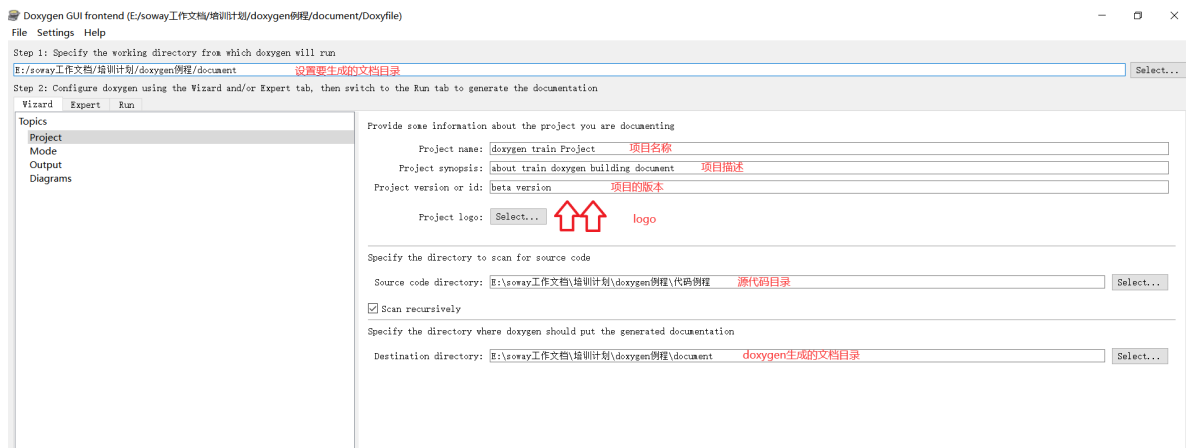 Doxygen GUI frontend (E:/soway工作文档/培训计划/doxygen例程/document/Doxyfile)
File Settings Help
Step 1: Specify the working directory from which doxygen will run
E:/soway工作文档/培训计划/doxygen例程/document 设置要生成的文档目录 Select...
Step 2: Configure doxygen using the Wizard and/or Expert tab, then switch to the Run tab to generate the documentation
Wizard Expert Run
Topics
Project
Mode
Output
Diagrams
Provide some information about the project you are documenting
Project name: doxygen train Project 项目名称
Project synopsis: about train doxygen building document 项目描述
Project version or id: beta version 项目的版本
Project logo: Select... logo
Specify the directory to scan for source code
Source code directory: E:\soway工作文档\培训计划\doxygen例程\代码例程 源代码目录 Select...
Scan recursively
Specify the directory where doxygen should put the generated documentation
Destination directory: E:\soway工作文档\培训计划\doxygen例程\document doxygen生成的文档目录 Select...